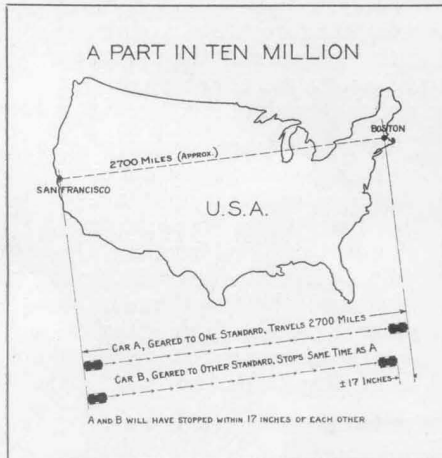 A PART IN TEN MILLION
BOSTON
2700 MILES (APPROX.)
SAN FRANCISCO
U.S.A.
CAR A, GEARED TO ONE STANDARD, TRAVELS 2700 MILES
CAR B, GEARED TO OTHER STANDARD, STOPS SAME TIME AS A
±17 INCHES
A AND B WILL HAVE STOPPED WITHIN 17 INCHES OF EACH OTHER